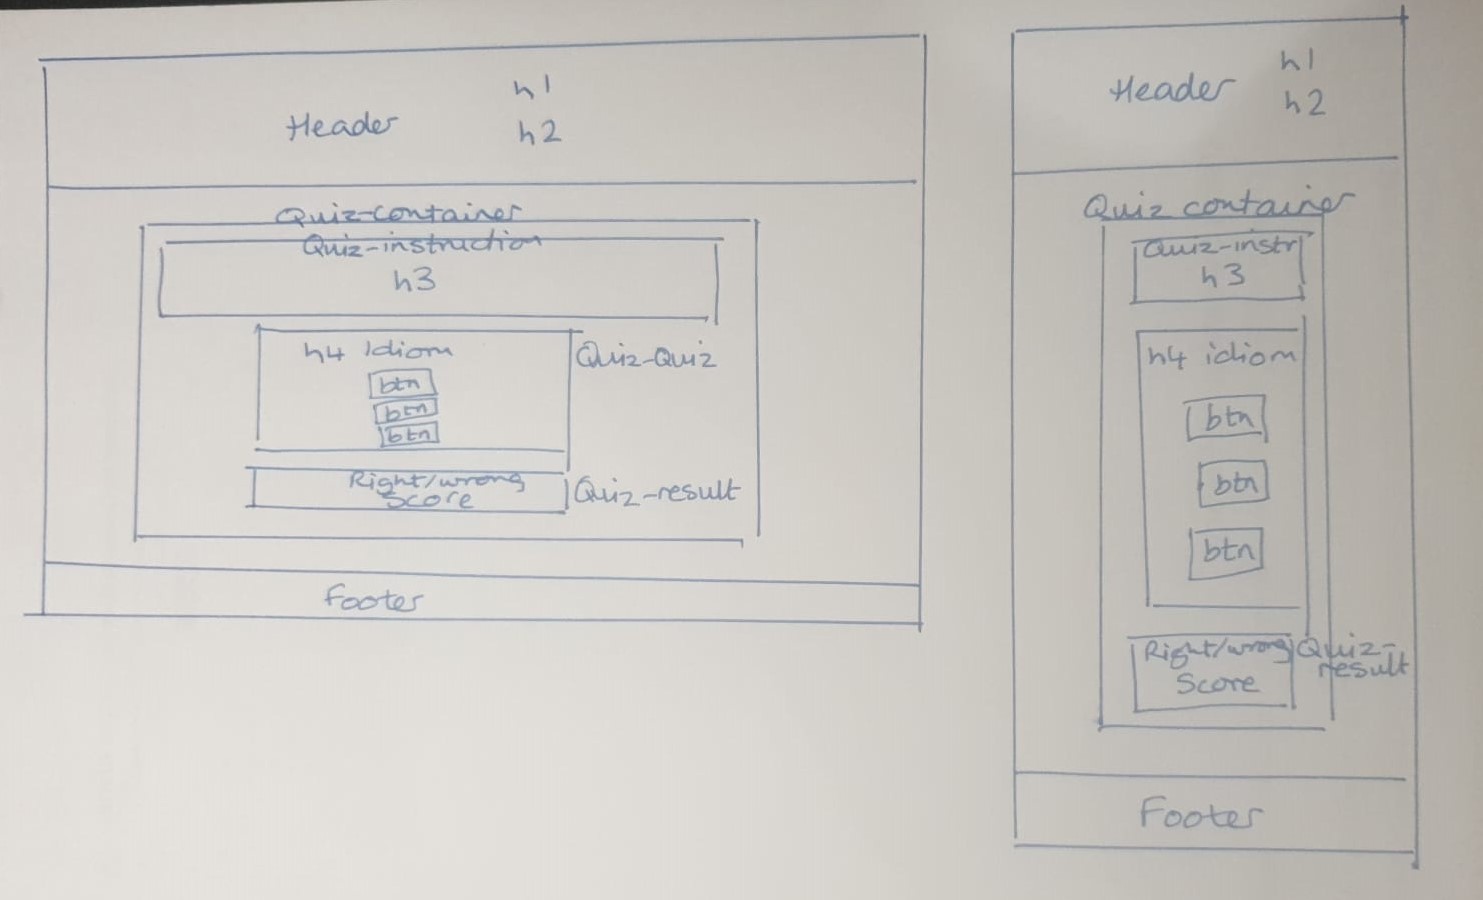 h1
Header
h2
Quiz-container
Quiz-instruction
h3
h4 Idiom
Quiz-Quiz
btn
btn
btn
Right/wrong
Score
Quiz-result
Footer
h1
Header
h2
Quiz container
Quiz-instr
h3
h4 idiom
btn
btn
btn
Right/wrong
Score
Quiz-
result
Footer